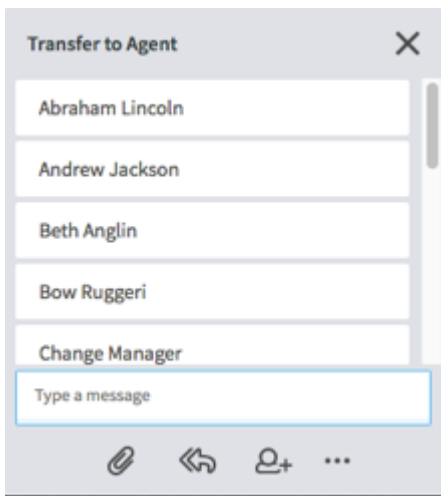 Transfer to Agent
Abraham Lincoln
Andrew Jackson
Beth Anglin
Bow Ruggeri
Change Manager
Type a message